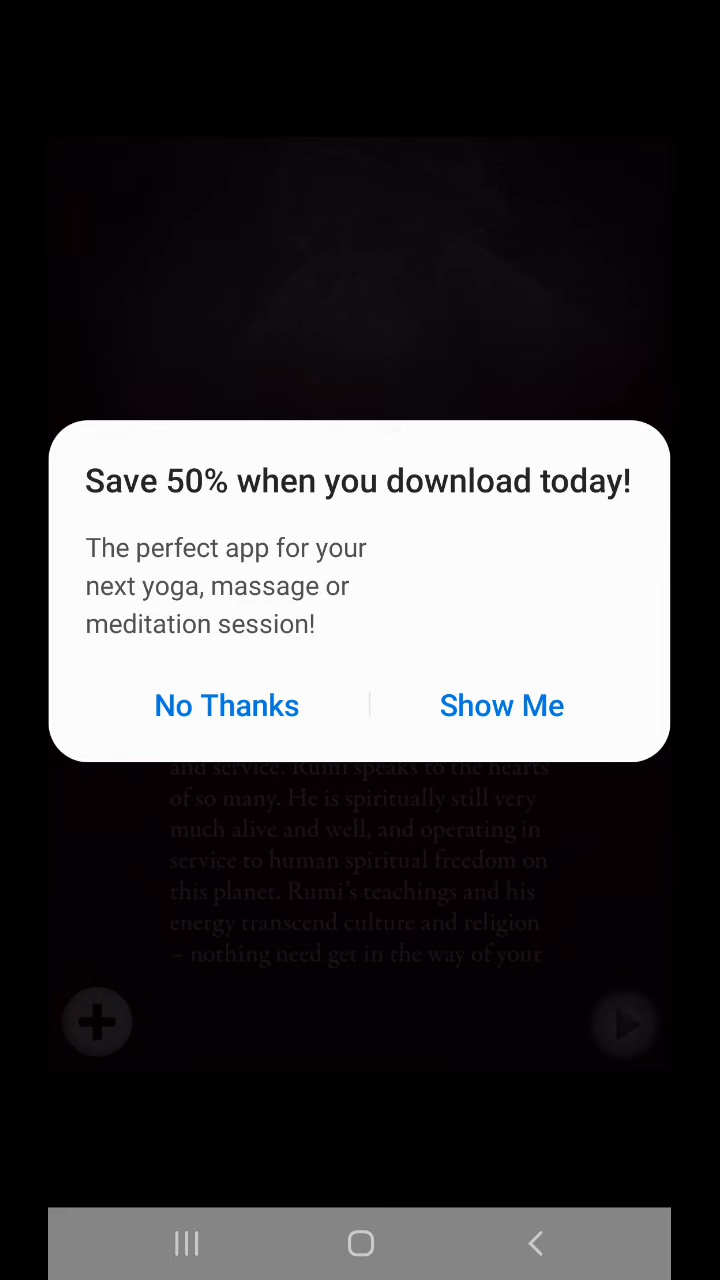 Save 50% when you download today!
The perfect app for your
next yoga, massage or
meditation session!
No Thanks
Show Me
and service. Rumi speaks to the hearts
of so many. He is spiritually still very
much alive and well, and operating in
service to human spiritual freedom on
this planet. Rumi's teachings and his
energy transcend culture and religion
– nothing need get in the way of your